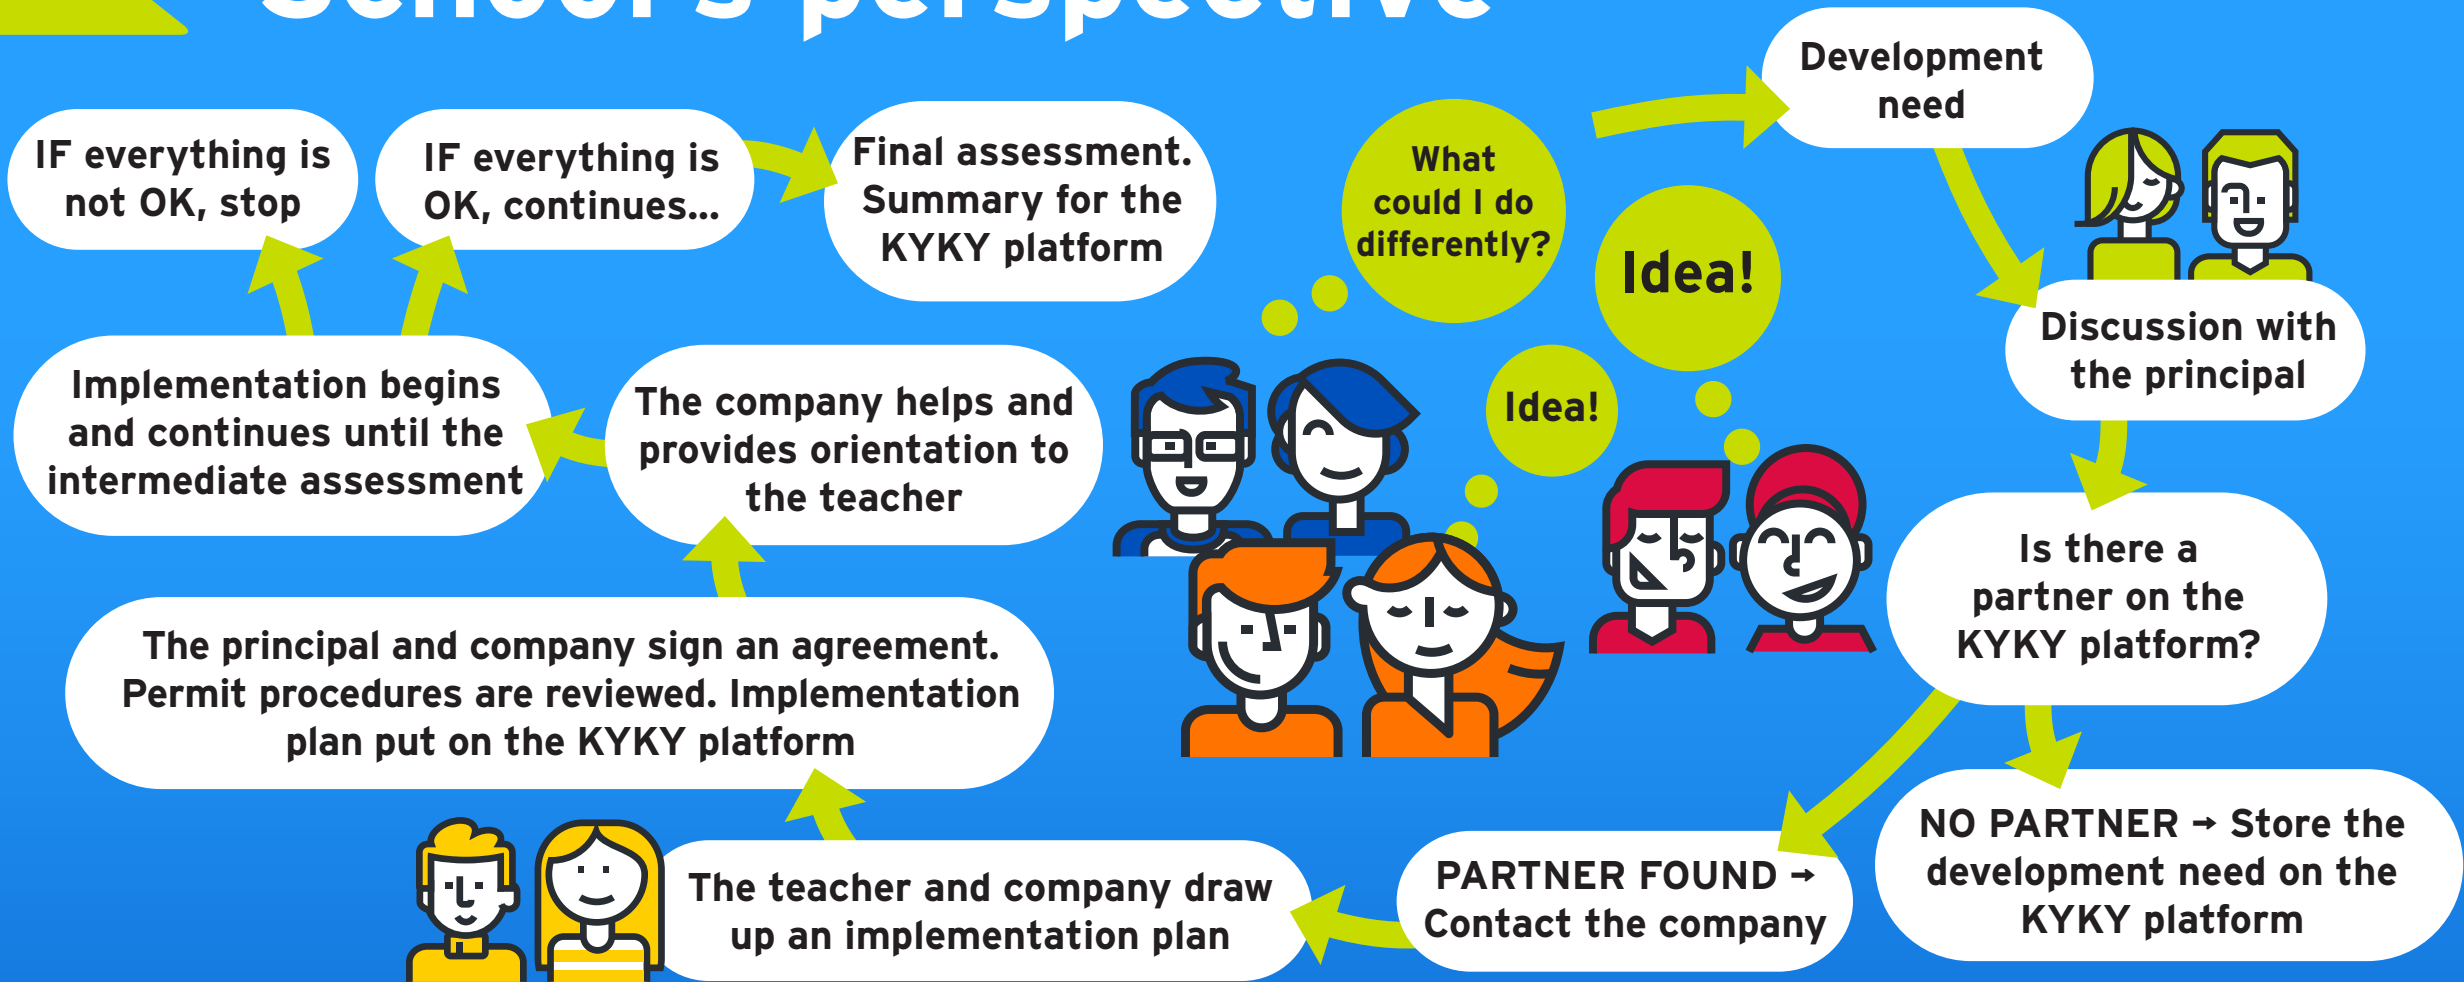 School's perspective
What
could I do
differently?
Idea!
Idea!
Development
need
Discussion with
the principal
Is there a
partner on the
KYKY platform?
NO PARTNER → Store the
development need on the
KYKY platform
PARTNER FOUND →
Contact the company
The teacher and company draw
up an implementation plan
The principal and company sign an agreement.
Permit procedures are reviewed. Implementation
plan put on the KYKY platform
The company helps and
provides orientation to
the teacher
Implementation begins
and continues until the
intermediate assessment
IF everything is
not OK, stop
IF everything is
OK, continues...
Final assessment.
Summary for the
KYKY platform